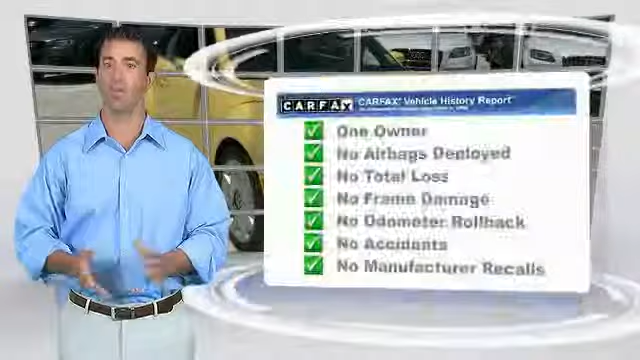 CARFAX CARFAX Vehicle History Report
One Owner
No Airbags Deployed
No Total Loss
No Frame Damage
No Odometer Rollback
No Accidents
No Manufacturer Recalls